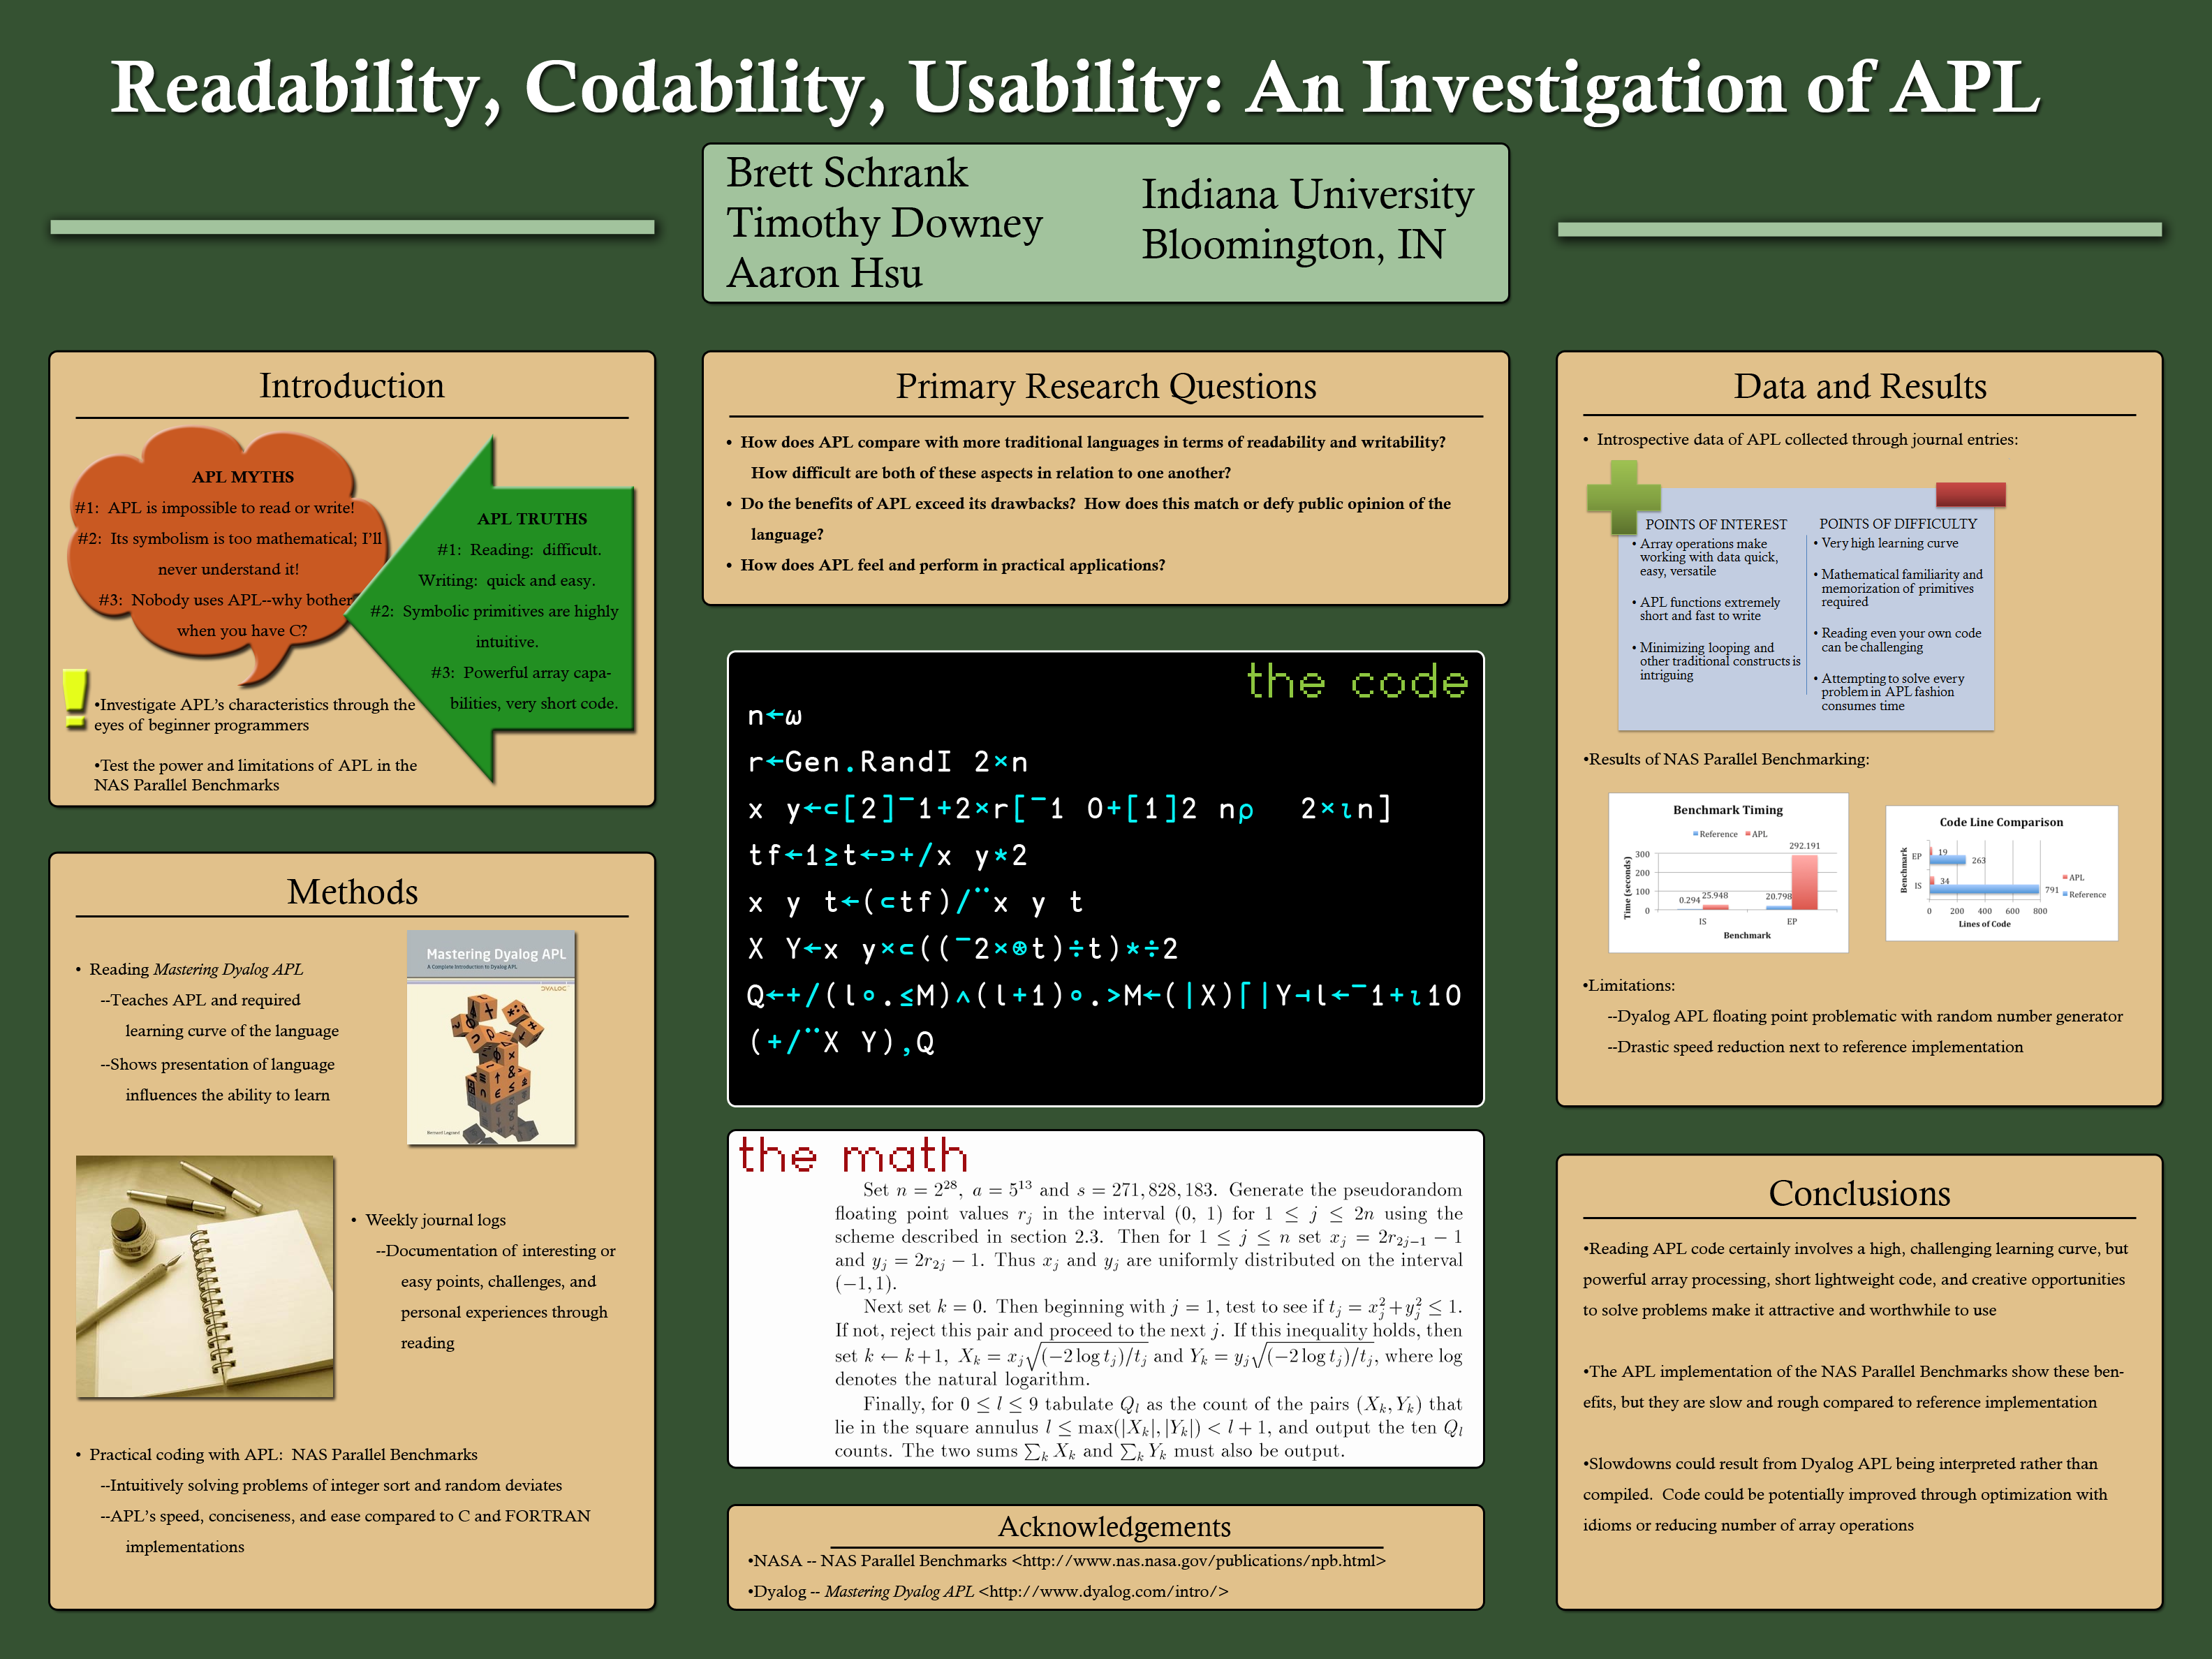 Readability, Codability, Usability: An Investigation of APL
Brett Schrank
Timothy Downey
Aaron Hsu
Indiana University
Bloomington, IN
Introduction
APL MYTHS
#1:  APL is impossible to read or write!
#2:  Its symbolism is too mathematical; I'll
never understand it!
#3:  Nobody uses APL--why bother
when you have C?
APL TRUTHS
#1:  Reading:  difficult.
Writing:  quick and easy.
#2:  Symbolic primitives are highly
intuitive.
#3:  Powerful array capa-
bilities, very short code.
!
•Investigate APL's characteristics through the
eyes of beginner programmers
•Test the power and limitations of APL in the
NAS Parallel Benchmarks
Methods
• Reading Mastering Dyalog APL
--Teaches APL and required
learning curve of the language
--Shows presentation of language
influences the ability to learn
Mastering Dyalog APL
A Complete Introduction to Dyalog APL
DYALOC
Bernard Legrand
• Weekly journal logs
--Documentation of interesting or
easy points, challenges, and
personal experiences through
reading
• Practical coding with APL:  NAS Parallel Benchmarks
--Intuitively solving problems of integer sort and random deviates
--APL's speed, conciseness, and ease compared to C and FORTRAN
implementations
Primary Research Questions
• How does APL compare with more traditional languages in terms of readability and writability?
How difficult are both of these aspects in relation to one another?
• Do the benefits of APL exceed its drawbacks?  How does this match or defy public opinion of the
language?
• How does APL feel and perform in practical applications?
the code
n←ω
r←Gen.RandI 2×n
x y←⊂[2]¯1+2×r[¯1 0+[1]2 n⍴  2×⍳n]
tf←1≥t←⊃+/x y*2
x y t←(⊂tf)/¨x y t
X Y←x y×⊂((¯2×⍟t)÷t)*÷2
Q←+/(l∘.≤M)∧(l+1)∘.>M←(|X)⌈|Y⊣l←¯1+⍳10
(+/¨X Y),Q
the math
Set n = 2²⁸, a = 5¹³ and s = 271,828,183. Generate the pseudorandom
floating point values r_j in the interval (0, 1) for 1 ≤ j ≤ 2n using the
scheme described in section 2.3. Then for 1 ≤ j ≤ n set x_j = 2r_{2j−1} − 1
and y_j = 2r_{2j} − 1. Thus x_j and y_j are uniformly distributed on the interval
(−1, 1).
Next set k = 0. Then beginning with j = 1, test to see if t_j = x_j² + y_j² ≤ 1.
If not, reject this pair and proceed to the next j. If this inequality holds, then
set k ← k + 1, X_k = x_j√((−2 log t_j)/t_j) and Y_k = y_j√((−2 log t_j)/t_j), where log
denotes the natural logarithm.
Finally, for 0 ≤ l ≤ 9 tabulate Q_l as the count of the pairs (X_k, Y_k) that
lie in the square annulus l ≤ max(|X_k|, |Y_k|) < l + 1, and output the ten Q_l
counts. The two sums ∑_k X_k and ∑_k Y_k must also be output.
Acknowledgements
•NASA -- NAS Parallel Benchmarks <http://www.nas.nasa.gov/publications/npb.html>
•Dyalog -- Mastering Dyalog APL <http://www.dyalog.com/intro/>
Data and Results
• Introspective data of APL collected through journal entries:
POINTS OF INTEREST
• Array operations make
working with data quick,
easy, versatile
• APL functions extremely
short and fast to write
• Minimizing looping and
other traditional constructs is
intriguing
POINTS OF DIFFICULTY
• Very high learning curve
• Mathematical familiarity and
memorization of primitives
required
• Reading even your own code
can be challenging
• Attempting to solve every
problem in APL fashion
consumes time
•Results of NAS Parallel Benchmarking:
Benchmark Timing
Reference APL
Time (seconds)
300
200
100
0
0.294 25.948
20.798
292.191
IS EP
Benchmark
Code Line Comparison
Benchmark
EP
19
263
IS
34
791
APL
Reference
0 200 400 600 800
Lines of Code
•Limitations:
--Dyalog APL floating point problematic with random number generator
--Drastic speed reduction next to reference implementation
Conclusions
•Reading APL code certainly involves a high, challenging learning curve, but
powerful array processing, short lightweight code, and creative opportunities
to solve problems make it attractive and worthwhile to use
•The APL implementation of the NAS Parallel Benchmarks show these ben-
efits, but they are slow and rough compared to reference implementation
•Slowdowns could result from Dyalog APL being interpreted rather than
compiled.  Code could be potentially improved through optimization with
idioms or reducing number of array operations